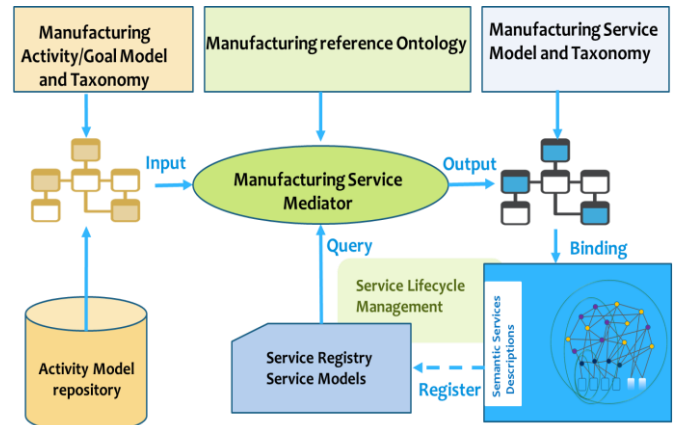 Manufacturing
Activity/Goal Model
and Taxonomy
Manufacturing reference Ontology
Manufacturing Service
Model and Taxonomy
Input
Manufacturing Service
Mediator
Output
Query
Binding
Service Lifecycle
Management
Activity Model
repository
Service Registry
Service Models
Register
Semantic Services
Descriptions